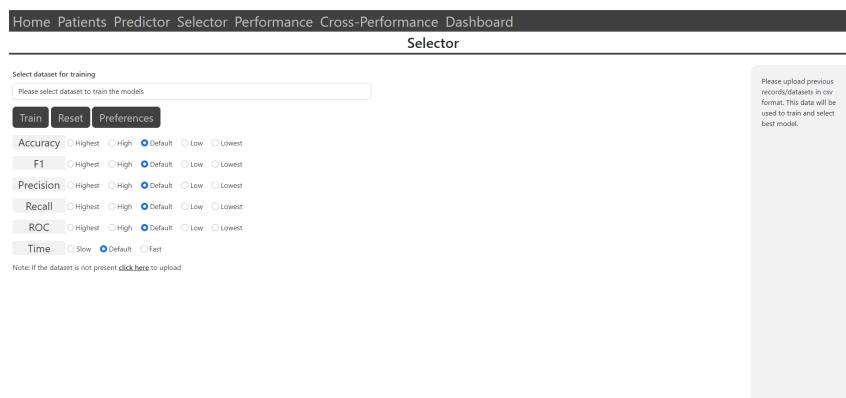 Home Patients Predictor Selector Performance Cross-Performance Dashboard
Selector
Select dataset for training
Please select dataset to train the models
Train Reset Preferences
Accuracy Highest High Default Low Lowest
F1 Highest High Default Low Lowest
Precision Highest High Default Low Lowest
Recall Highest High Default Low Lowest
ROC Highest High Default Low Lowest
Time Slow Default Fast
Note: If the dataset is not present click here to upload
Please upload previous
records/datasets in csv
format. This data will be
used to train and select
best model.